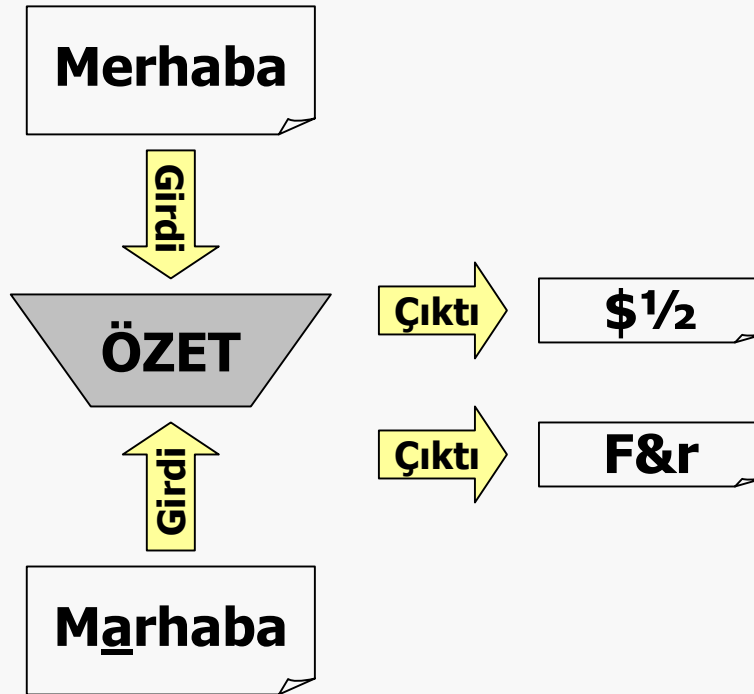 Merhaba
Girdi
ÖZET
Çıktı
$½
Çıktı
F&r
Girdi
Marhaba